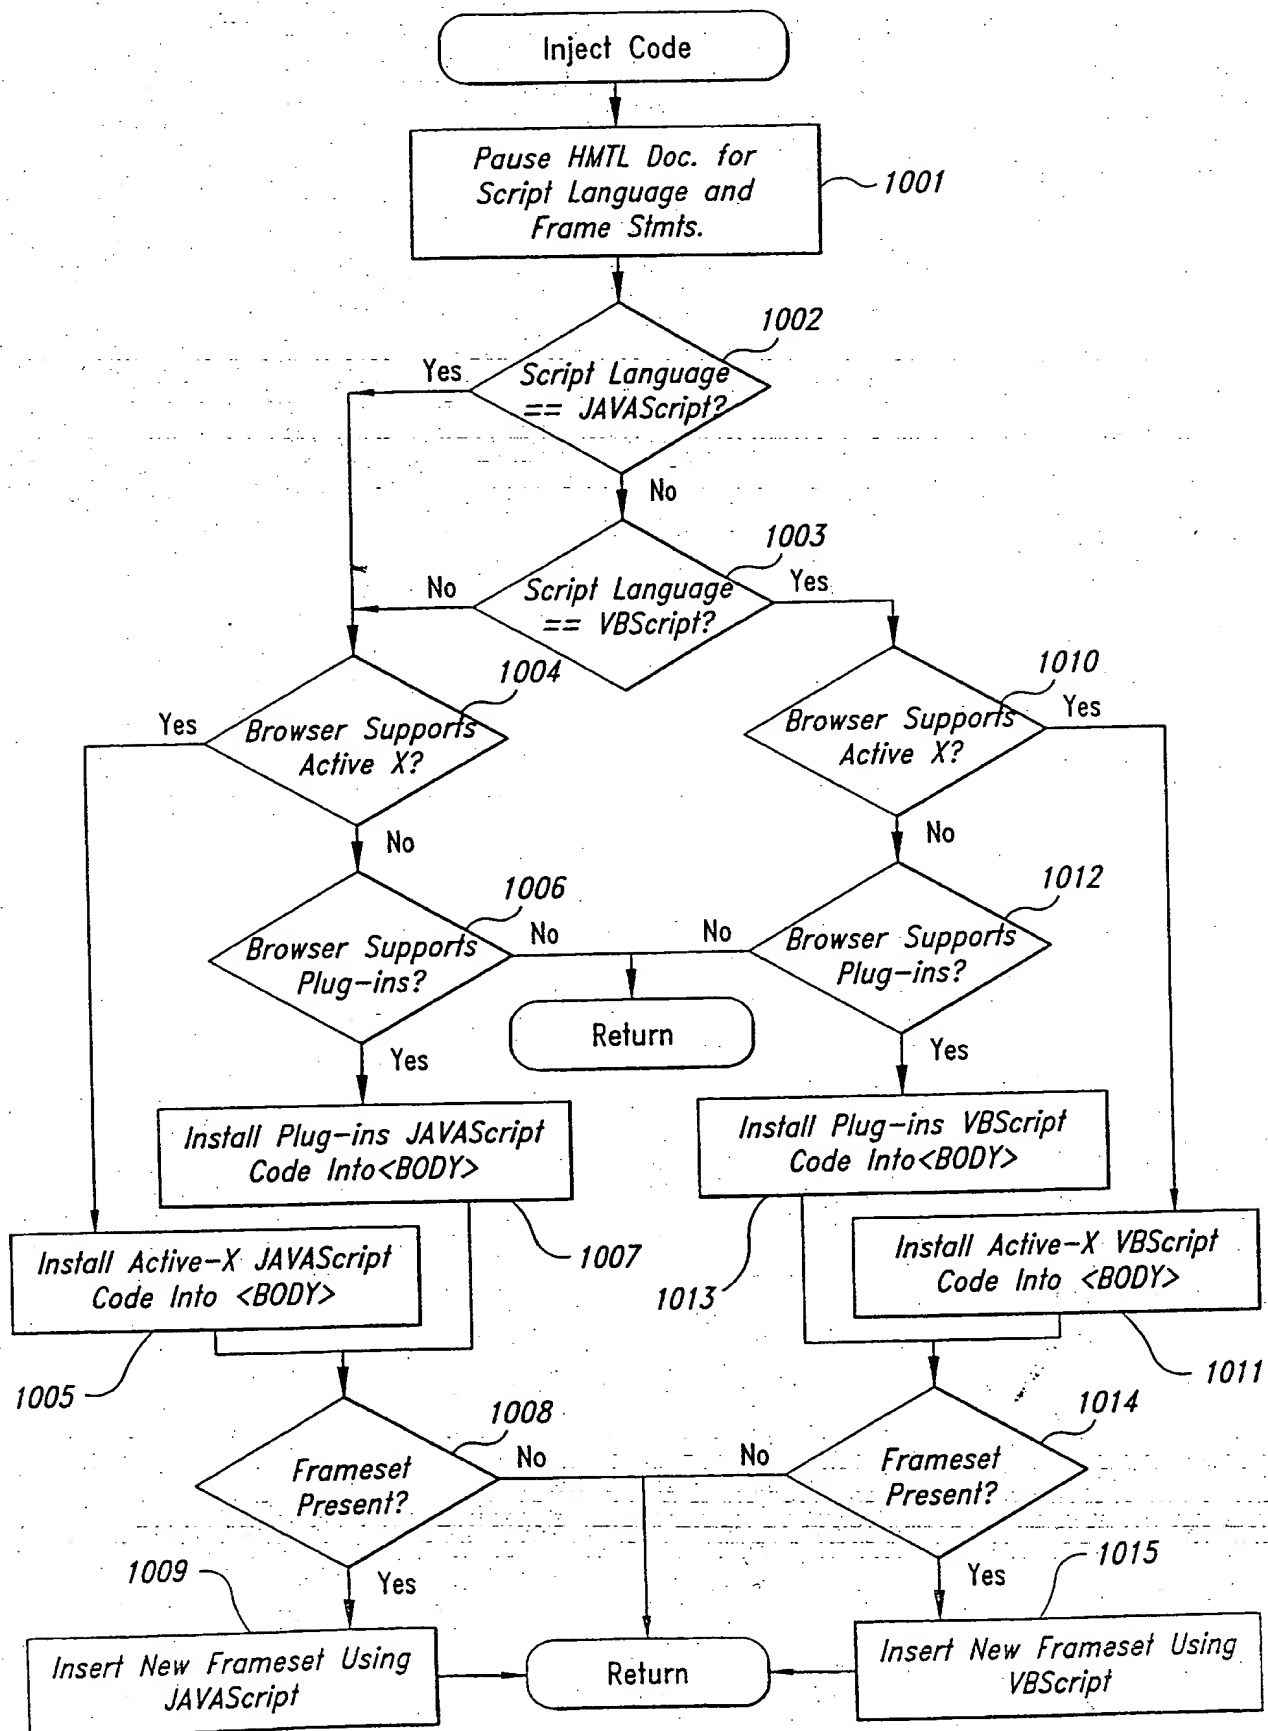 Inject Code
Pause HMTL Doc. for
Script Language and
Frame Stmts.
1001
1002
Yes
Script Language
== JAVAScript?
No
1003
No
Script Language
== VBScript?
Yes
1004
Yes
Browser Supports
Active X?
No
1010
Browser Supports
Active X?
Yes
No
1006
Browser Supports
Plug-ins?
No
Yes
1012
No
Browser Supports
Plug-ins?
Yes
Return
Install Plug-ins JAVAScript
Code Into<BODY>
1007
Install Plug-ins VBScript
Code Into<BODY>
1013
Install Active-X JAVAScript
Code Into <BODY>
1005
Install Active-X VBScript
Code Into <BODY>
1011
1008
Frameset
Present?
No
Yes
1014
No
Frameset
Present?
Yes
1009
Insert New Frameset Using
JAVAScript
Return
1015
Insert New Frameset Using
VBScript